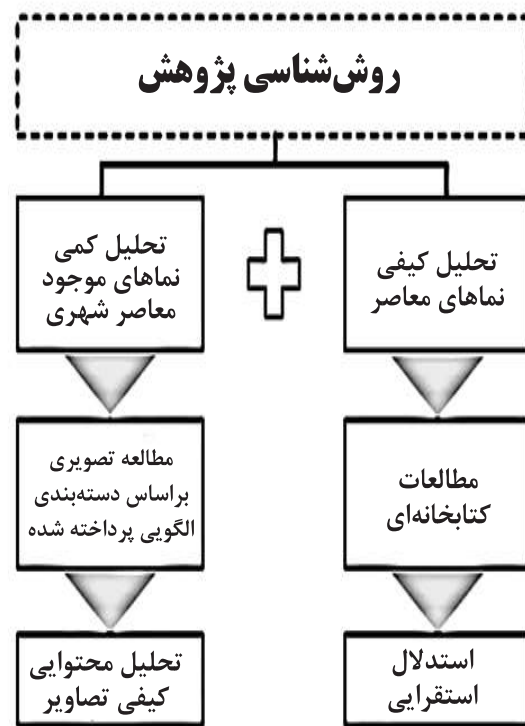 روش‌شناسی پژوهش
تحلیل کیفی
نماهای معاصر
تحلیل کمی
نماهای موجود
معاصر شهری
مطالعات
کتابخانه‌ای
مطالعه تصویری
براساس دسته‌بندی
الگویی پرداخته شده
استدلال
استقرایی
تحلیل محتوایی
کیفی تصاویر